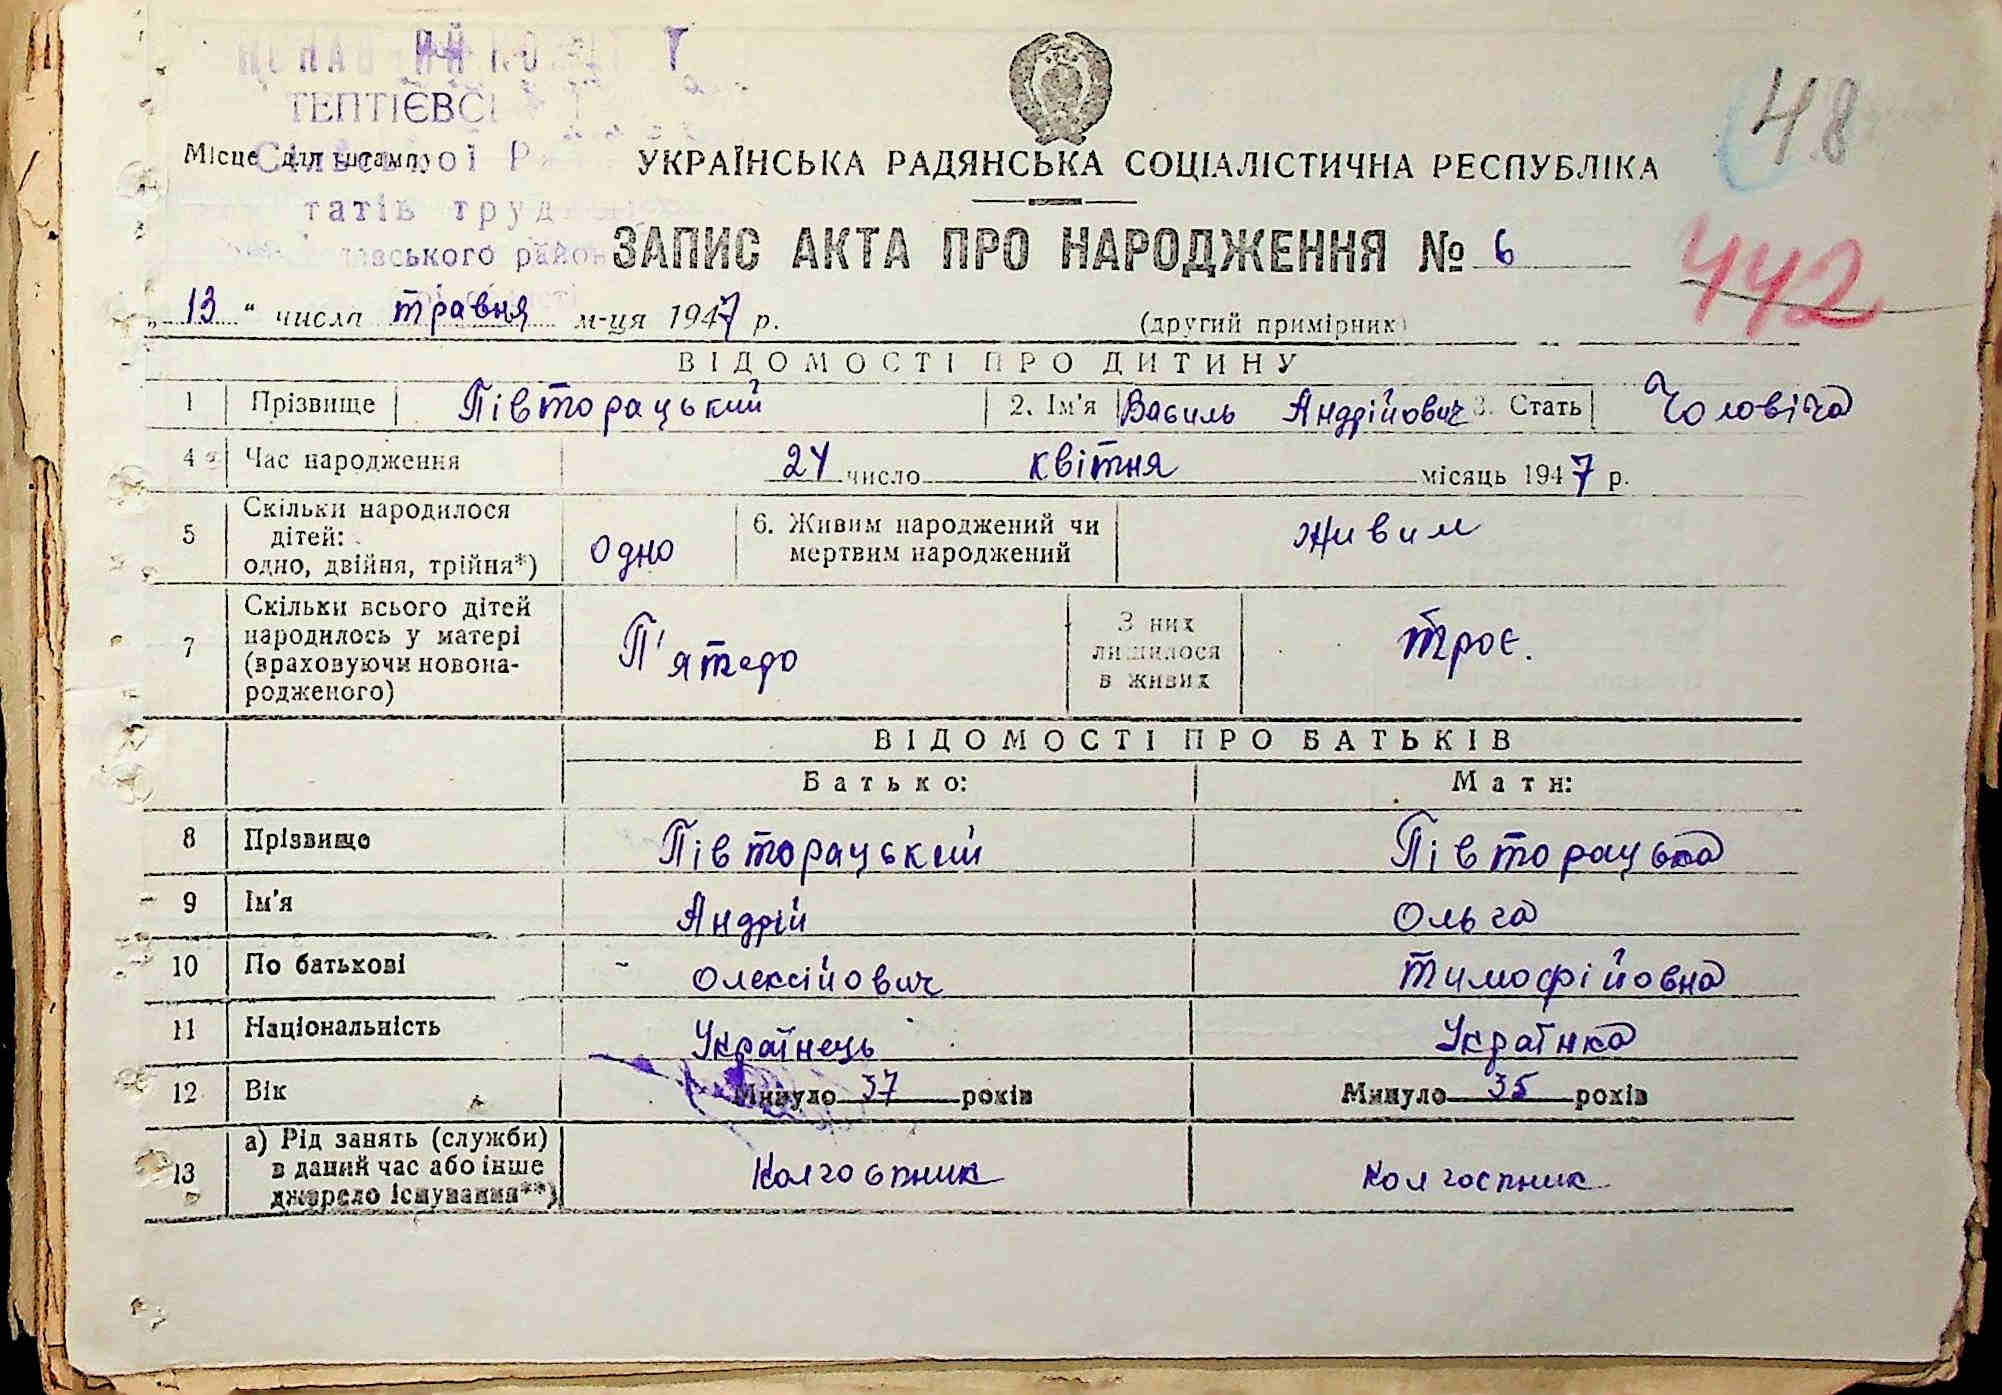 ТЕПТІЄВСЬ
Місце для штампу
Сільської
48
УКРАЇНСЬКА РАДЯНСЬКА СОЦІАЛІСТИЧНА РЕСПУБЛІКА
татів труд
ЗАПИС АКТА ПРО НАРОДЖЕННЯ № 6
442
„13" числа травня м-ця 1947 р.
(другий примірник)
ВІДОМОСТІ ПРО ДИТИНУ
1 Прізвище Півторацький 2. Ім'я Василь Андрійович 3. Стать Чоловіча
4 Час народження 24 число квітня місяць 1947 р.
5 Скільки народилося дітей: одно, двійня, трійня*) Одно 6. Живим народжений чи мертвим народжений Живим
7 Скільки всього дітей народилось у матері (враховуючи новонародженого) П'ятеро З них лишилося в живих троє.
ВІДОМОСТІ ПРО БАТЬКІВ
Батько: Мати:
8 Прізвище Півторацький Півторацька
9 Ім'я Андрій Ольга
10 По батькові Олексійович Тимофійовна
11 Національність Українець Українка
12 Вік Минуло 37 років Минуло 35 років
13 а) Рід занять (служби) в даний час або інше джерело існування**) Колгоспник Колгоспник